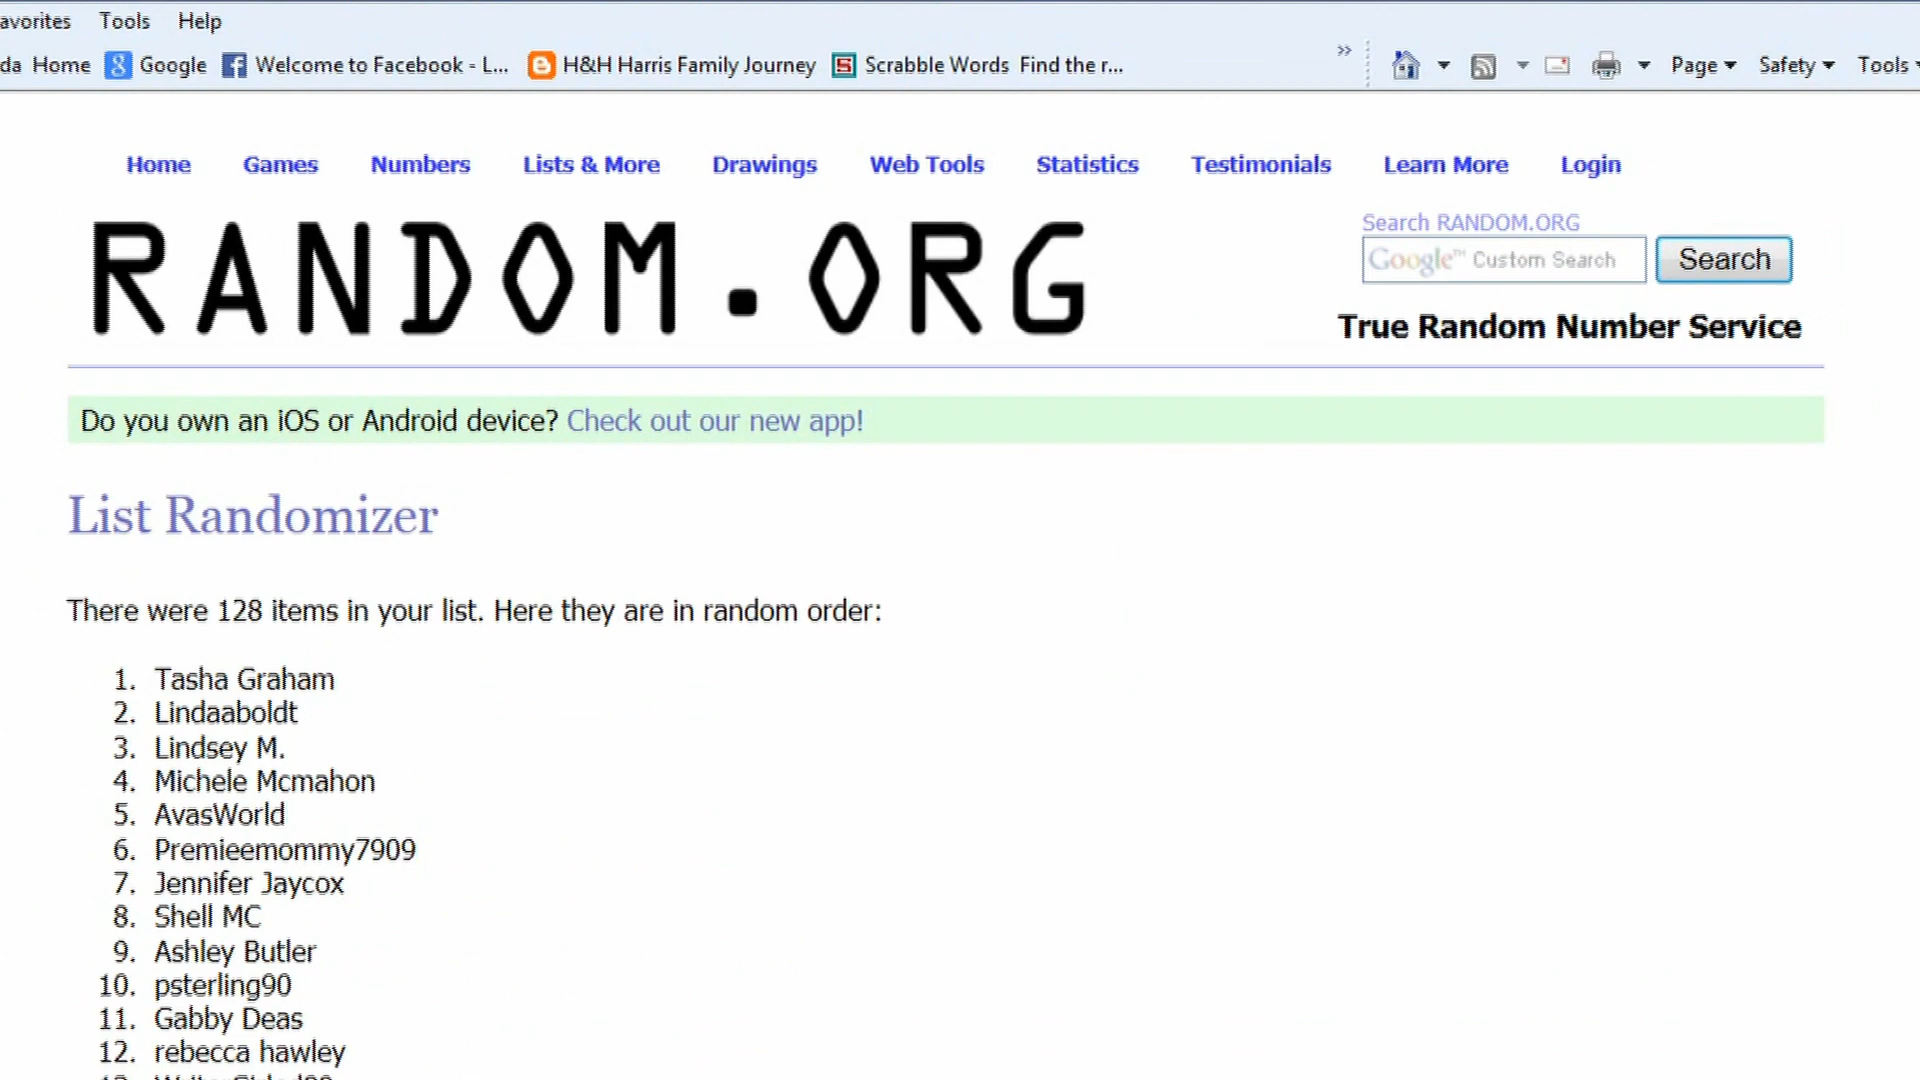 avorites Tools Help
da Home Google Welcome to Facebook - L... H&H Harris Family Journey Scrabble Words Find the r... Page Safety Tools
Home Games Numbers Lists & More Drawings Web Tools Statistics Testimonials Learn More Login
RANDOM.ORG
Search RANDOM.ORG
Google™ Custom Search Search
True Random Number Service
Do you own an iOS or Android device? Check out our new app!
List Randomizer
There were 128 items in your list. Here they are in random order:
1. Tasha Graham
2. Lindaaboldt
3. Lindsey M.
4. Michele Mcmahon
5. AvasWorld
6. Premieemommy7909
7. Jennifer Jaycox
8. Shell MC
9. Ashley Butler
10. psterling90
11. Gabby Deas
12. rebecca hawley